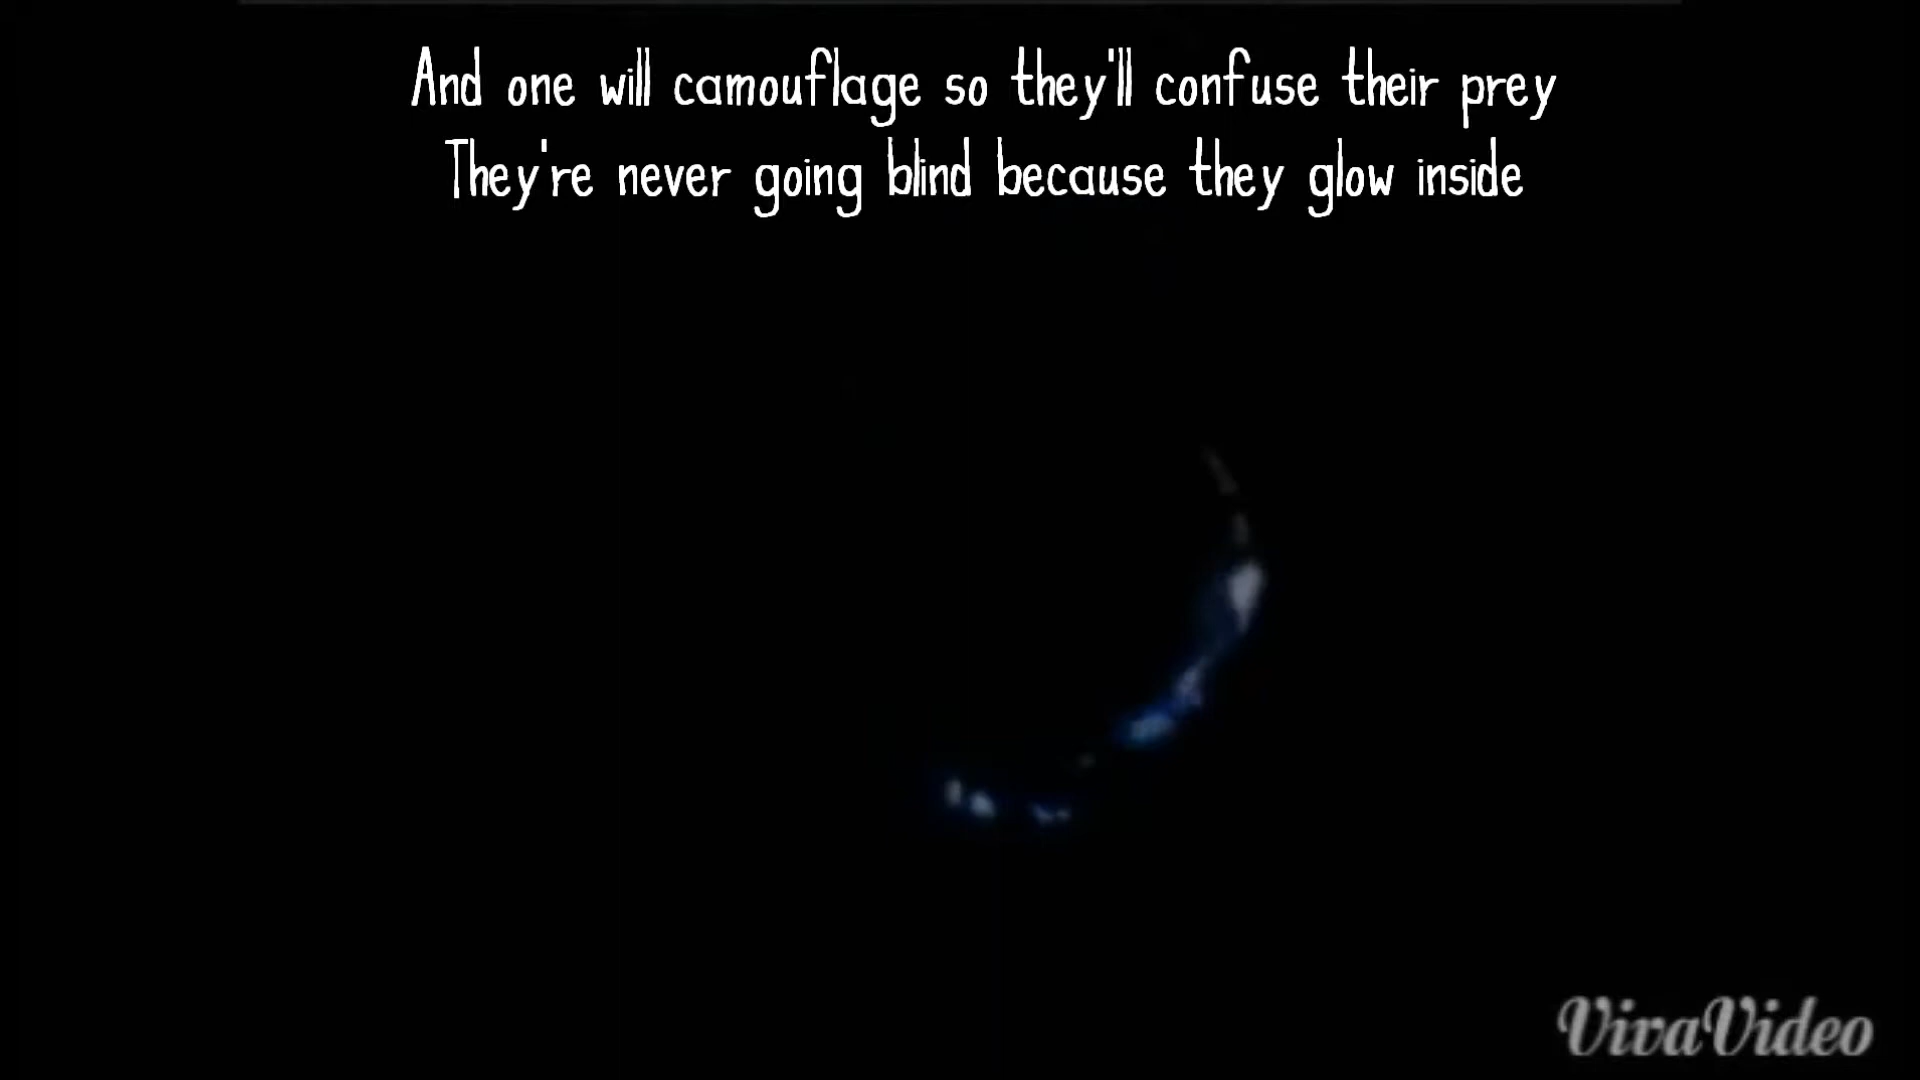 And one will camouflage so they'll confuse their prey
They're never going blind because they glow inside
VivaVideo